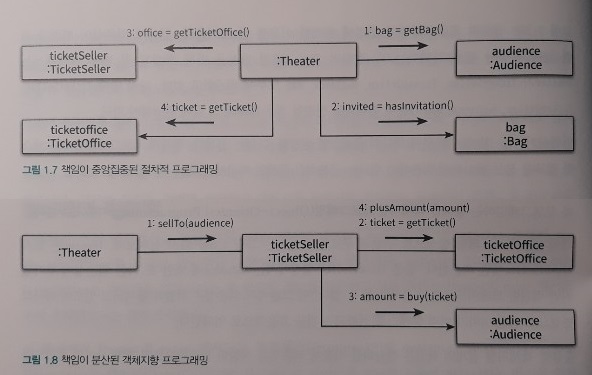 3: office = getTicketOffice()
1: bag = getBag()
ticketSeller
:TicketSeller
:Theater
audience
:Audience
4: ticket = getTicket()
2: invited = hasInvitation()
ticketoffice
:TicketOffice
bag
:Bag
그림 1.7 책임이 중앙집중된 절차적 프로그래밍
4: plusAmount(amount)
1: sellTo(audience)
2: ticket = getTicket()
:Theater
ticketSeller
:TicketSeller
ticketOffice
:TicketOffice
3: amount = buy(ticket)
audience
:Audience
그림 1.8 책임이 분산된 객체지향 프로그래밍